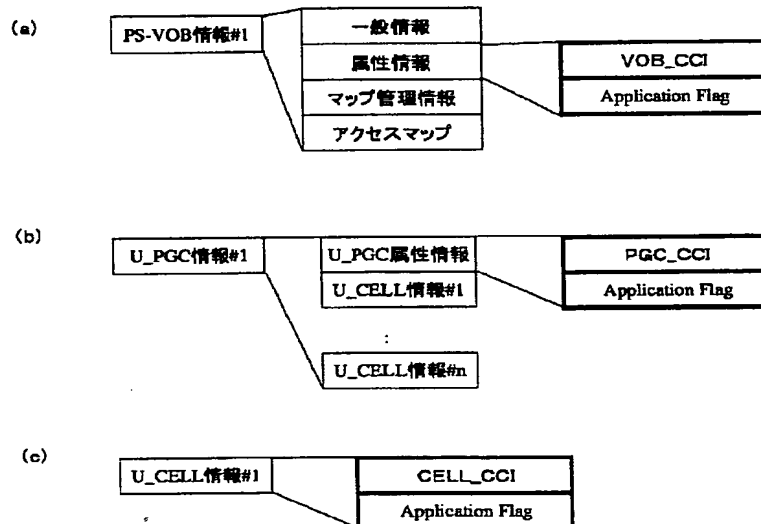 (a)
PS-VOB情報#1
一般情報
属性情報
マップ管理情報
アクセスマップ
VOB_CCI
Application Flag
(b)
U_PGC情報#1
U_PGC属性情報
U_CELL情報#1
:
U_CELL情報#n
PGC_CCI
Application Flag
(c)
U_CELL情報#1
CELL_CCI
Application Flag